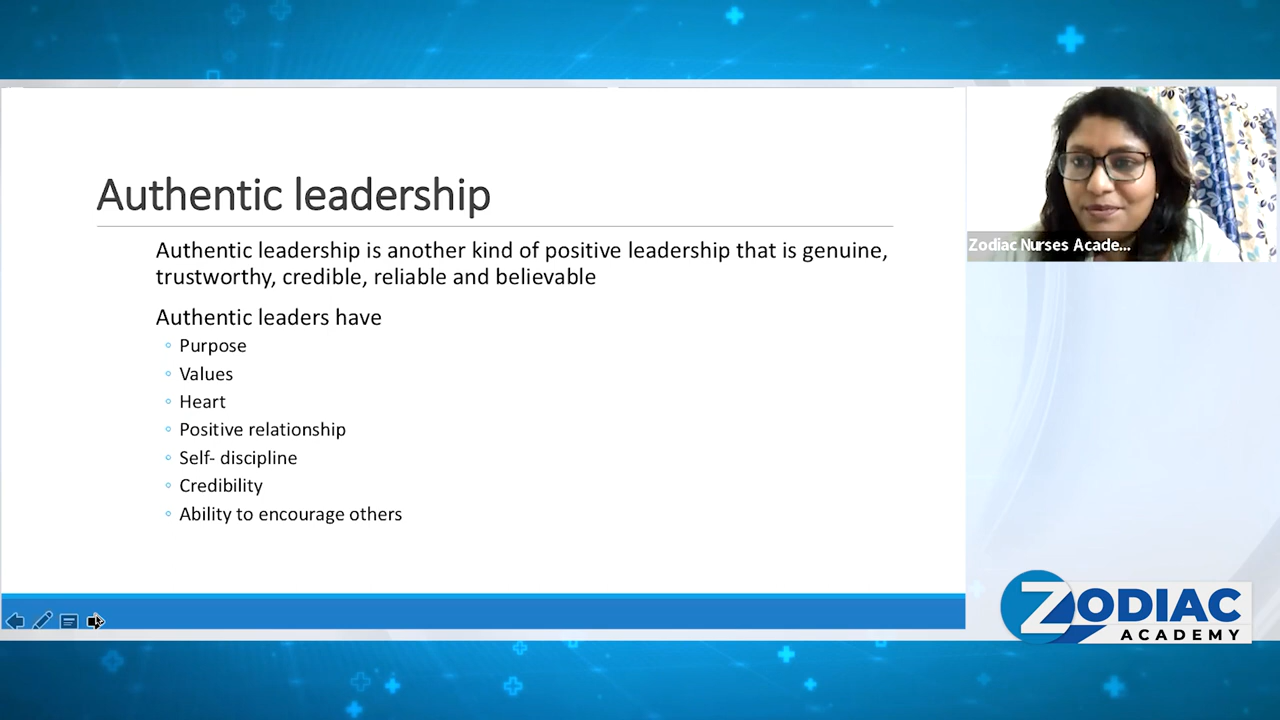 Authentic leadership
Authentic leadership is another kind of positive leadership that is genuine,
trustworthy, credible, reliable and believable
Authentic leaders have
Purpose
Values
Heart
Positive relationship
Self- discipline
Credibility
Ability to encourage others
Zodiac Nurses Acade...
ZODIAC
ACADEMY